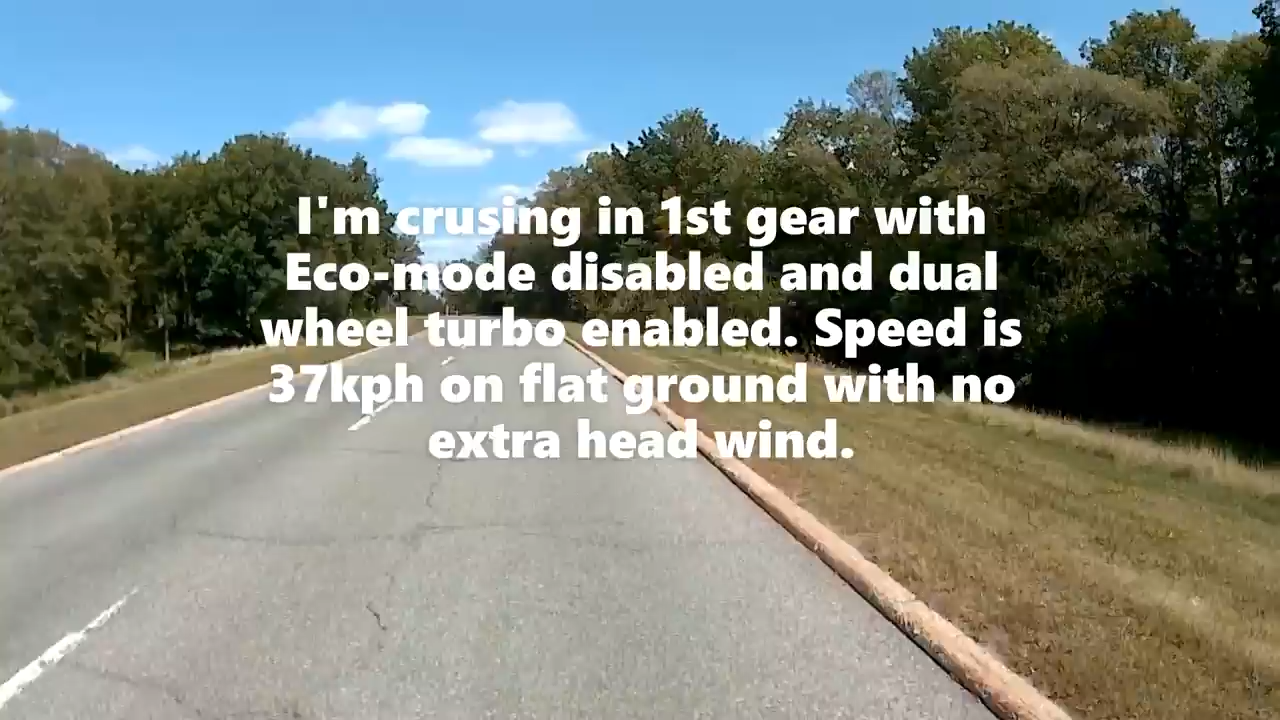 I'm crusing in 1st gear with
Eco-mode disabled and dual
wheel turbo enabled. Speed is
37kph on flat ground with no
extra head wind.